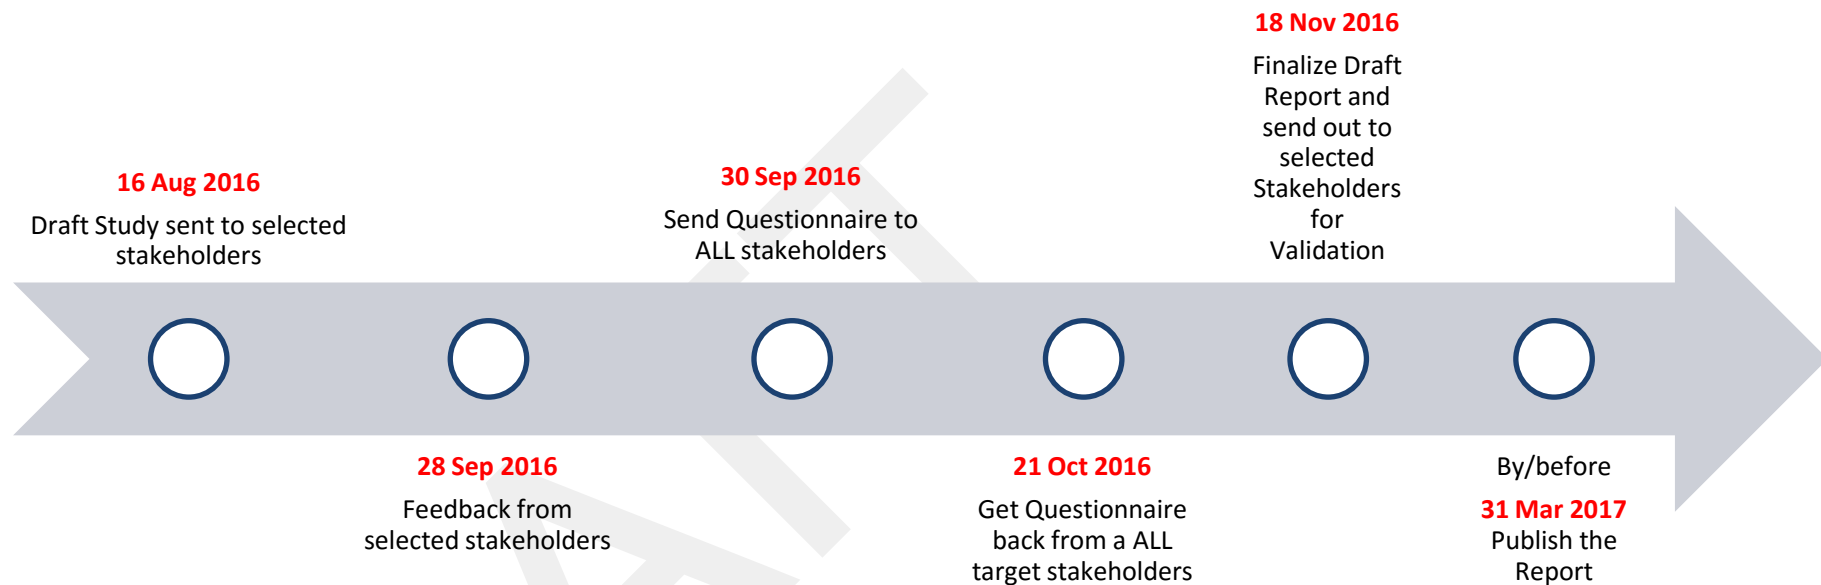 16 Aug 2016
Draft Study sent to selected
stakeholders
28 Sep 2016
Feedback from
selected stakeholders
30 Sep 2016
Send Questionnaire to
ALL stakeholders
21 Oct 2016
Get Questionnaire
back from a ALL
target stakeholders
18 Nov 2016
Finalize Draft
Report and
send out to
selected
Stakeholders
for
Validation
By/before
31 Mar 2017
Publish the
Report